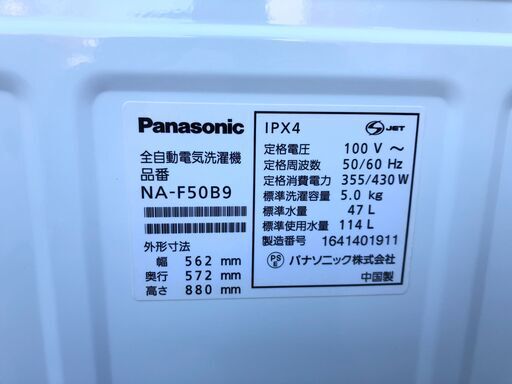 Panasonic
全自動電気洗濯機
品番
NA-F50B9
外形寸法
幅 562 mm
奥行 572 mm
高さ 880 mm
IPX4
S JET
定格電圧 100 V ～
定格周波数 50/60 Hz
定格消費電力 355/430 W
標準洗濯容量 5.0 kg
標準水量 47 L
標準使用水量 114 L
製造番号 1641401911
PSE パナソニック株式会社
中国製